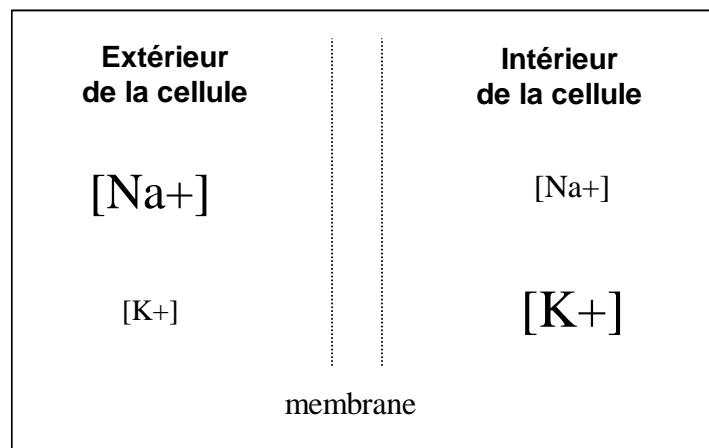 Extérieur
de la cellule
Intérieur
de la cellule
[Na+]
[Na+]
[K+]
[K+]
membrane